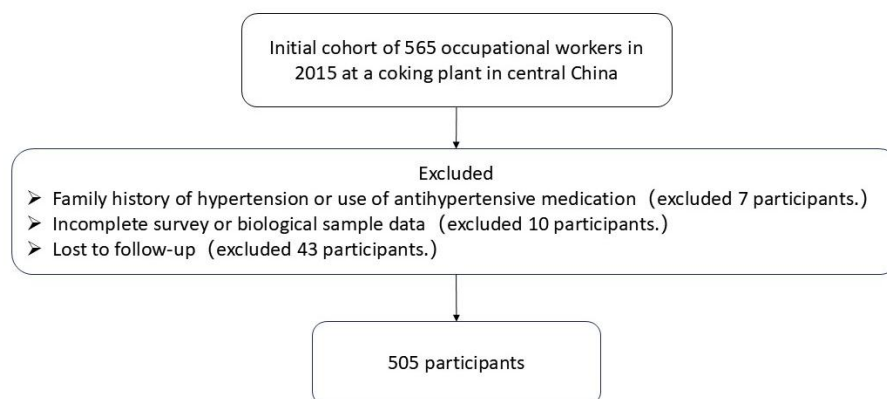 Initial cohort of 565 occupational workers in
2015 at a coking plant in central China
Excluded
➢ Family history of hypertension or use of antihypertensive medication（excluded 7 participants.）
➢ Incomplete survey or biological sample data（excluded 10 participants.）
➢ Lost to follow-up（excluded 43 participants.）
505 participants